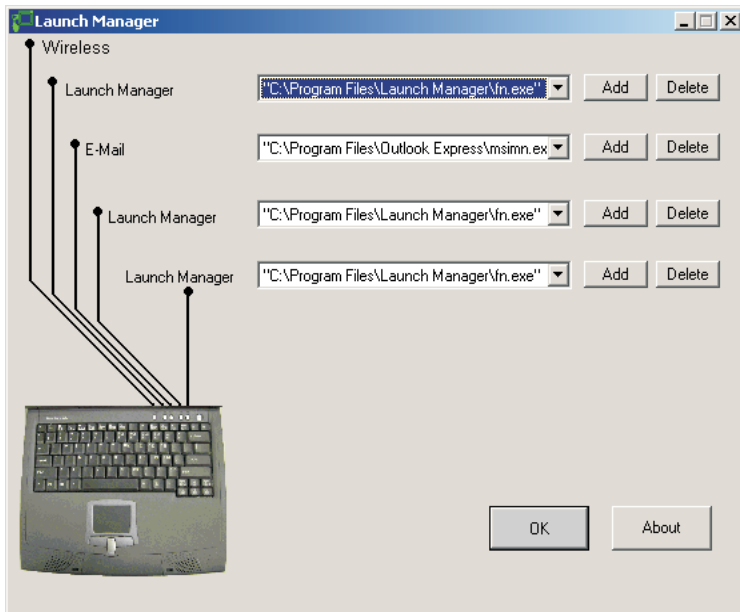 Launch Manager
Wireless
Launch Manager "C:\Program Files\Launch Manager\fn.exe" Add Delete
E-Mail "C:\Program Files\Outlook Express\msimn.ex Add Delete
Launch Manager "C:\Program Files\Launch Manager\fn.exe" Add Delete
Launch Manager "C:\Program Files\Launch Manager\fn.exe" Add Delete
OK About